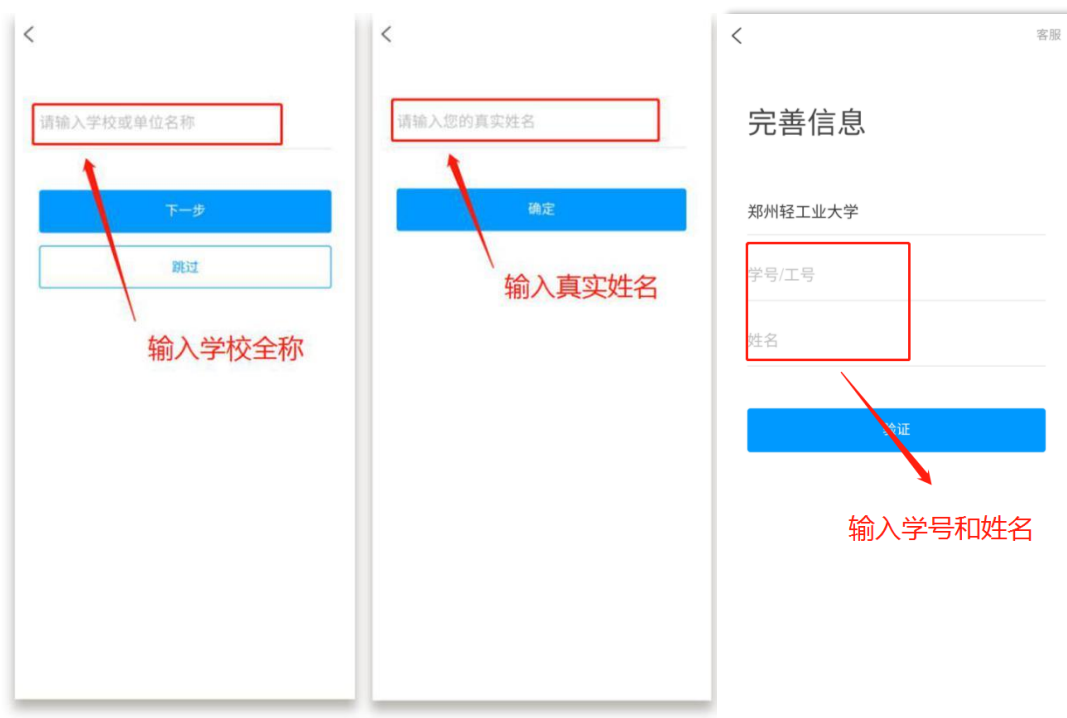 请输入学校或单位名称
下一步
跳过
输入学校全称
请输入您的真实姓名
确定
输入真实姓名
客服
完善信息
郑州轻工业大学
学号/工号
姓名
验证
输入学号和姓名